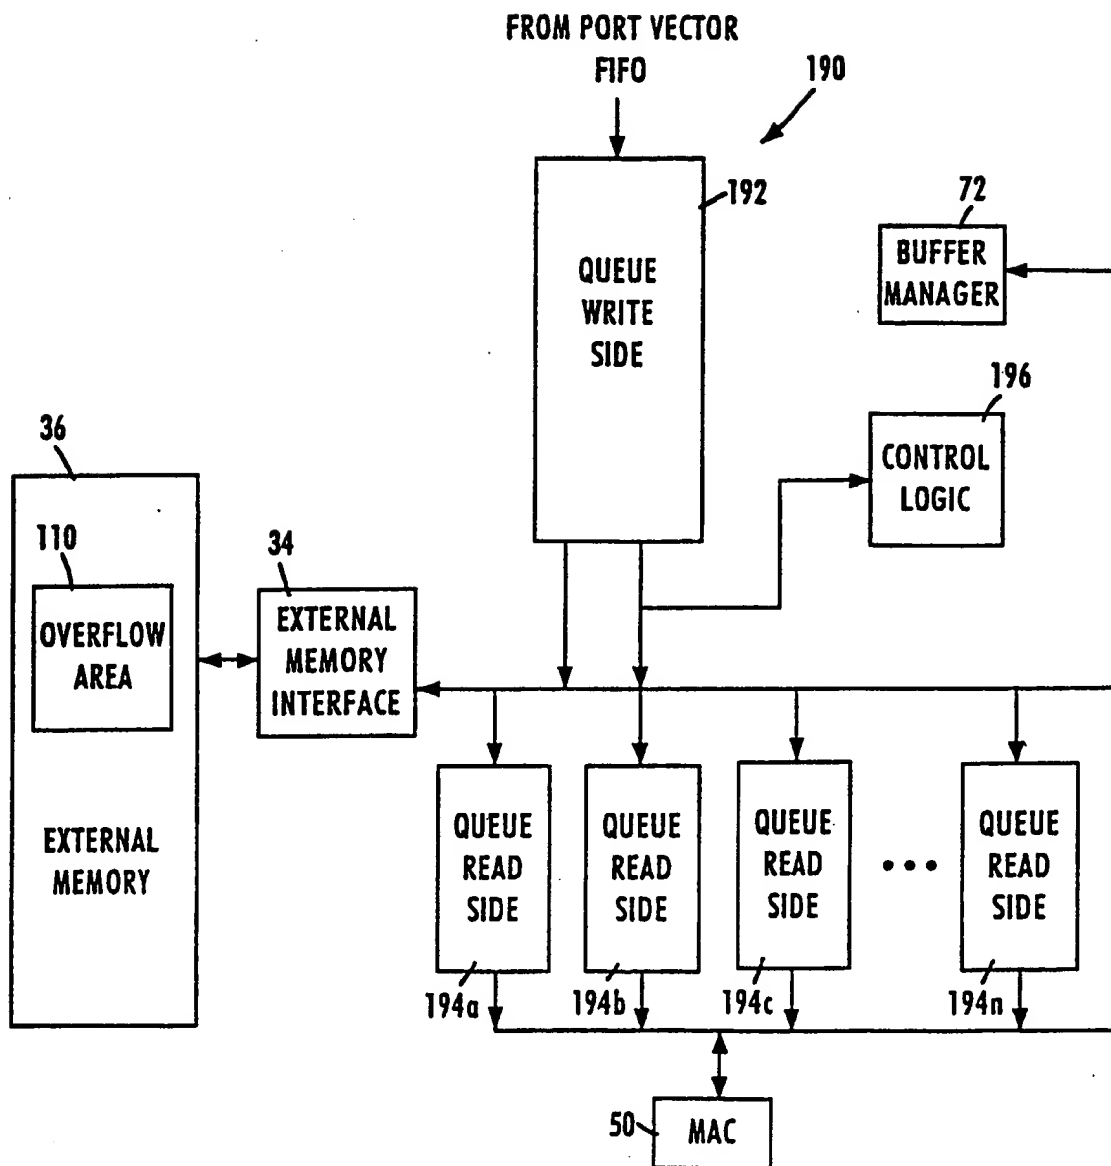 FROM PORT VECTOR
FIFO
190
192
QUEUE
WRITE
SIDE
72
BUFFER
MANAGER
196
CONTROL
LOGIC
36
110
OVERFLOW
AREA
EXTERNAL
MEMORY
34
EXTERNAL
MEMORY
INTERFACE
QUEUE
READ
SIDE
194a
QUEUE
READ
SIDE
194b
QUEUE
READ
SIDE
194c
QUEUE
READ
SIDE
194n
50
MAC